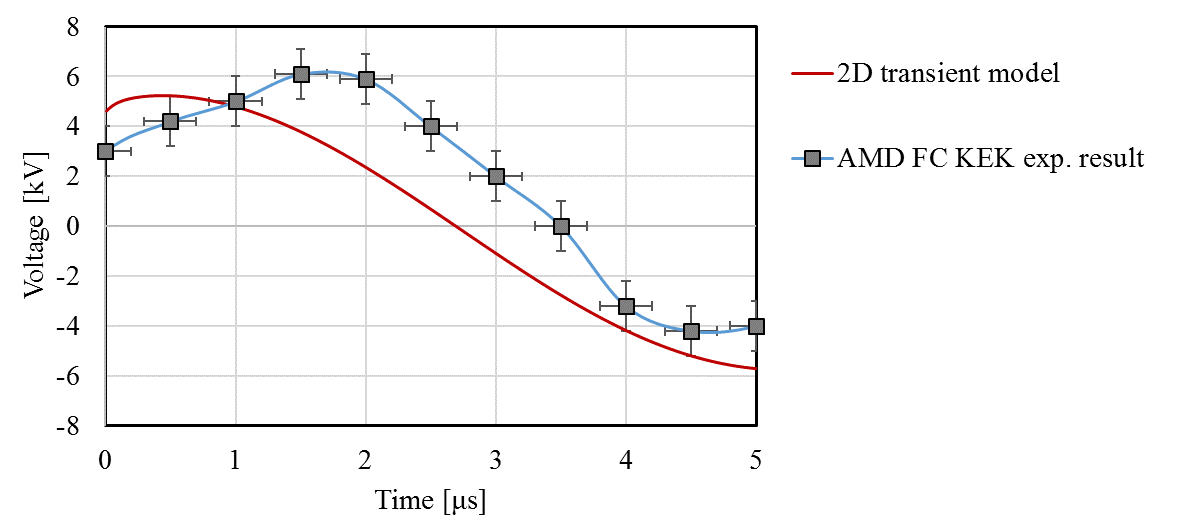 8
6
4
2
0
-2
-4
-6
-8
Voltage [kV]
0 1 2 3 4 5
Time [μs]
2D transient model
AMD FC KEK exp. result